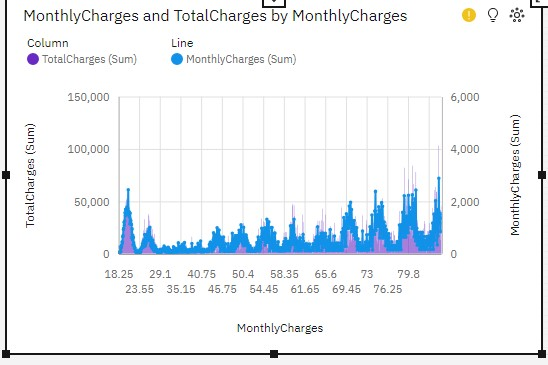 MonthlyCharges and TotalCharges by MonthlyCharges
Column
Line
TotalCharges (Sum)
MonthlyCharges (Sum)
150,000
100,000
50,000
0
TotalCharges (Sum)
6,000
4,000
2,000
0
MonthlyCharges (Sum)
18.25 29.1 40.75 50.4 58.35 65.6 73 79.8
23.55 35.15 45.75 54.45 61.65 69.45 76.25
MonthlyCharges